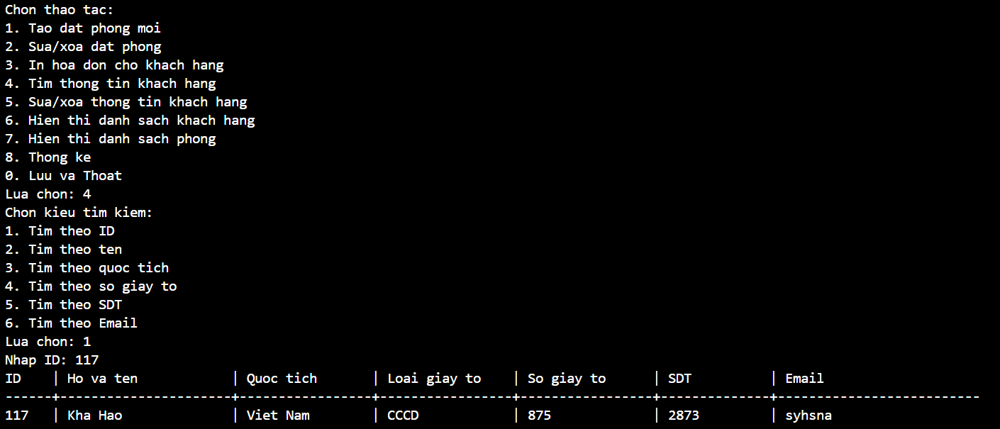 Chon thao tac:
1. Tao dat phong moi
2. Sua/xoa dat phong
3. In hoa don cho khach hang
4. Tim thong tin khach hang
5. Sua/xoa thong tin khach hang
6. Hien thi danh sach khach hang
7. Hien thi danh sach phong
8. Thong ke
0. Luu va Thoat
Lua chon: 4
Chon kieu tim kiem:
1. Tim theo ID
2. Tim theo ten
3. Tim theo quoc tich
4. Tim theo so giay to
5. Tim theo SDT
6. Tim theo Email
Lua chon: 1
Nhap ID: 117
ID    | Ho va ten            | Quoc tich       | Loai giay to    | So giay to      | SDT          | Email
------+----------------------+-----------------+-----------------+-----------------+--------------+--------------------------
117   | Kha Hao              | Viet Nam        | CCCD            | 875             | 2873         | syhsna